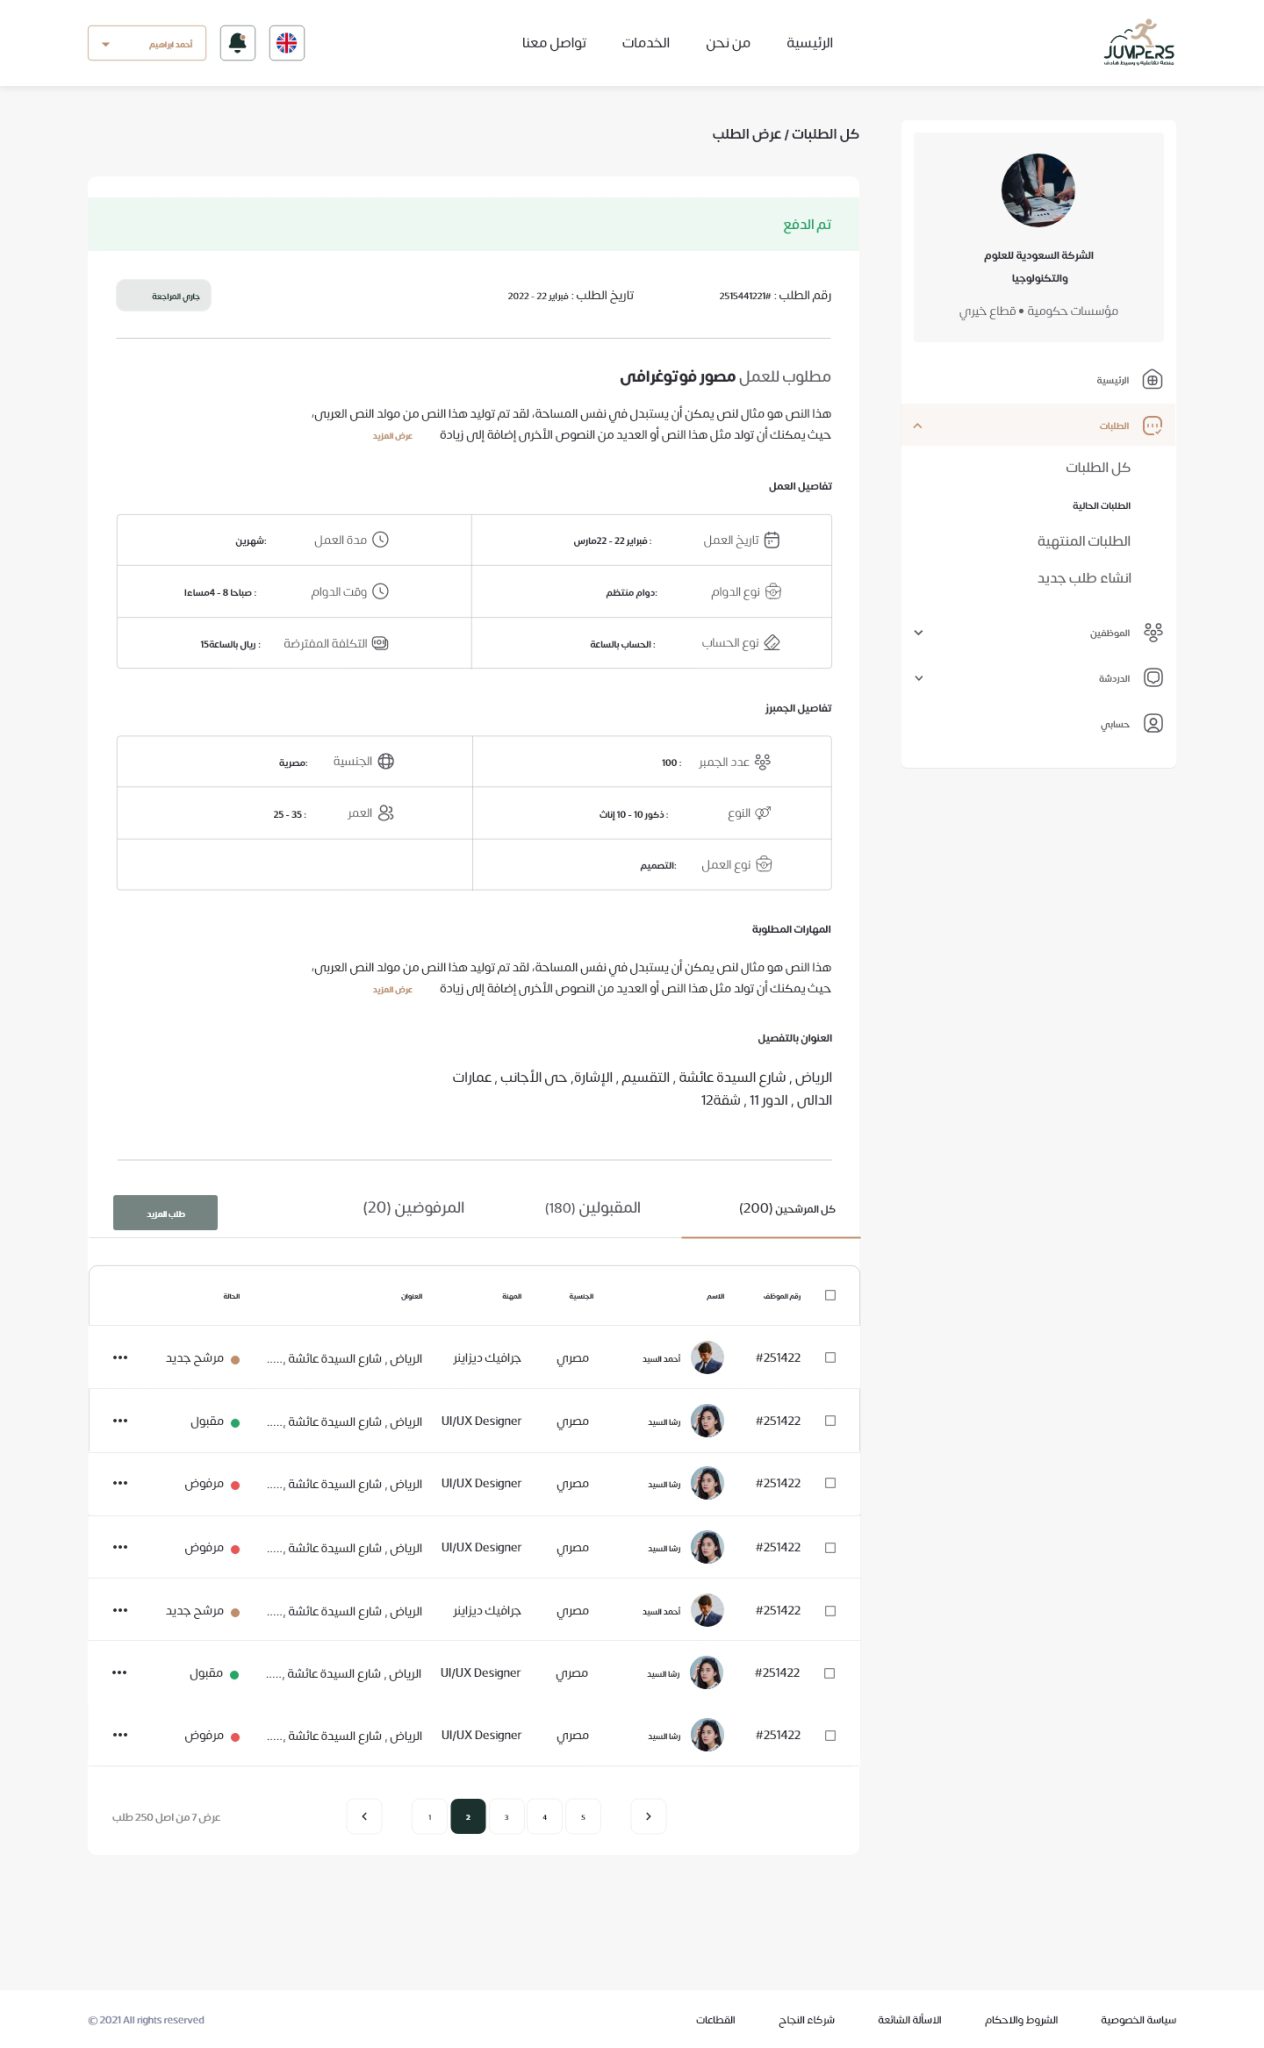 JUMPERS
منصة تفاعلية و وسيط هادف
الرئيسية
من نحن
الخدمات
تواصل معنا
أحمد ابراهيم
الشركة السعودية للعلوم
والتكنولوجيا
مؤسسات حكومية • قطاع خيري
الرئيسية
الطلبات
كل الطلبات
الطلبات الحالية
الطلبات المنتهية
انشاء طلب جديد
الموظفين
الدردشة
حسابي
كل الطلبات / عرض الطلب
تم الدفع
رقم الطلب : #2515441221
تاريخ الطلب : فبراير 22 - 2022
جاري المراجعة
مطلوب للعمل مصور فوتوغرافى
هذا النص هو مثال لنص يمكن أن يستبدل في نفس المساحة، لقد تم توليد هذا النص من مولد النص العربى،
حيث يمكنك أن تولد مثل هذا النص أو العديد من النصوص الأخرى إضافة إلى زيادة عرض المزيد
تفاصيل العمل
تاريخ العمل : فبراير 22 - 22مارس
مدة العمل :شهرين
نوع الدوام :دوام منتظم
وقت الدوام : صباحا 8 - 4مساءا
نوع الحساب : الحساب بالساعة
التكلفة المفترضة : ريال بالساعة15
تفاصيل الجمبرز
عدد الجمبر : 100
الجنسية :مصرية
النوع : ذكور 10 - 10 إناث
العمر : 35 - 25
نوع العمل :التصميم
المهارات المطلوبة
هذا النص هو مثال لنص يمكن أن يستبدل في نفس المساحة، لقد تم توليد هذا النص من مولد النص العربى،
حيث يمكنك أن تولد مثل هذا النص أو العديد من النصوص الأخرى إضافة إلى زيادة عرض المزيد
العنوان بالتفصيل
الرياض , شارع السيدة عائشة , التقسيم , الإشارة, حى الأجانب , عمارات
الدالى , الدور 11 , شقة12
كل المرشحين (200)
المقبولين (180)
المرفوضين (20)
طلب المزيد
رقم الموظف الاسم الجنسية المهنة العنوان الحالة
#251422 أحمد السيد مصري جرافيك ديزاينر الرياض , شارع السيدة عائشة ,..... مرشح جديد
#251422 رشا السيد مصري UI/UX Designer الرياض , شارع السيدة عائشة ,..... مقبول
#251422 رشا السيد مصري UI/UX Designer الرياض , شارع السيدة عائشة ,..... مرفوض
#251422 رشا السيد مصري UI/UX Designer الرياض , شارع السيدة عائشة ,..... مرفوض
#251422 أحمد السيد مصري جرافيك ديزاينر الرياض , شارع السيدة عائشة ,..... مرشح جديد
#251422 رشا السيد مصري UI/UX Designer الرياض , شارع السيدة عائشة ,..... مقبول
#251422 رشا السيد مصري UI/UX Designer الرياض , شارع السيدة عائشة ,..... مرفوض
1 2 3 4 5
عرض 7 من اصل 250 طلب
سياسة الخصوصية
الشروط والاحكام
الاسألة الشائعة
شركاء النجاح
القطاعات
© 2021 All rights reserved